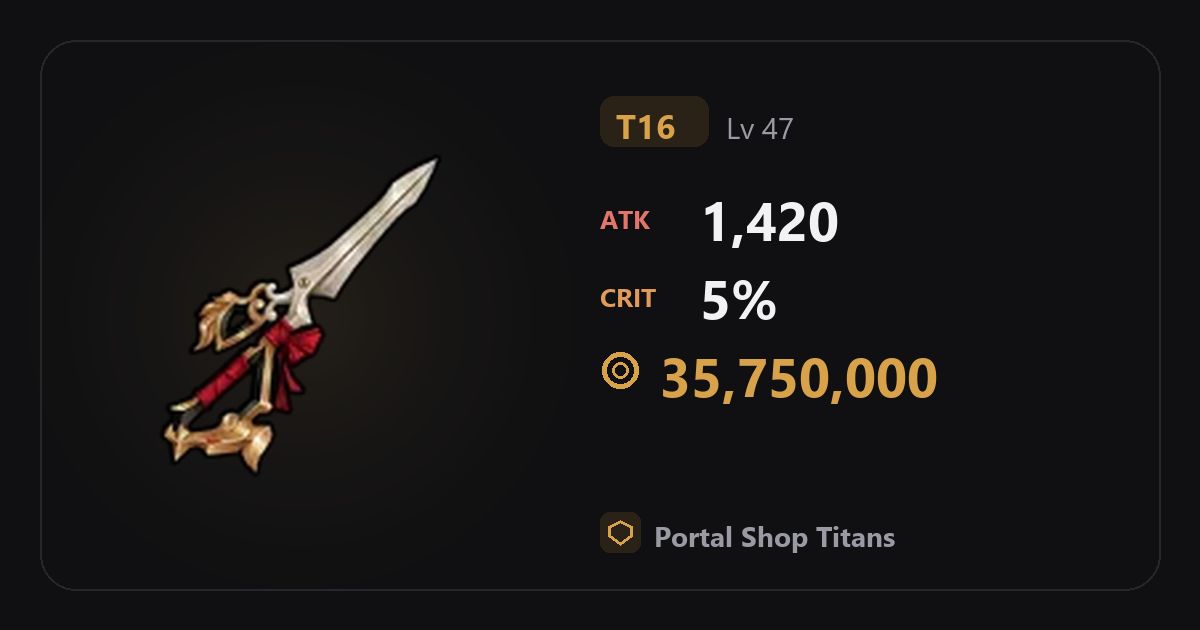 T16 Lv 47
ATK 1,420
CRIT 5%
35,750,000
Portal Shop Titans